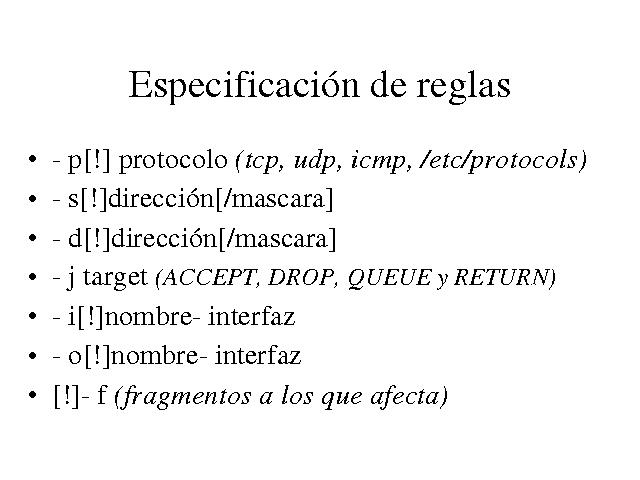 Especificación de reglas
• - p[!] protocolo (tcp, udp, icmp, /etc/protocols)
• - s[!]dirección[/mascara]
• - d[!]dirección[/mascara]
• - j target (ACCEPT, DROP, QUEUE y RETURN)
• - i[!]nombre- interfaz
• - o[!]nombre- interfaz
• [!]- f (fragmentos a los que afecta)